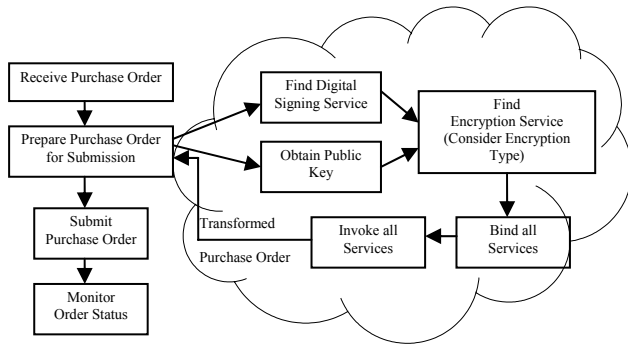 Receive Purchase Order
Prepare Purchase Order
for Submission
Submit
Purchase Order
Monitor
Order Status
Find Digital
Signing Service
Obtain Public
Key
Find
Encryption Service
(Consider Encryption
Type)
Bind all
Services
Invoke all
Services
Transformed
Purchase Order